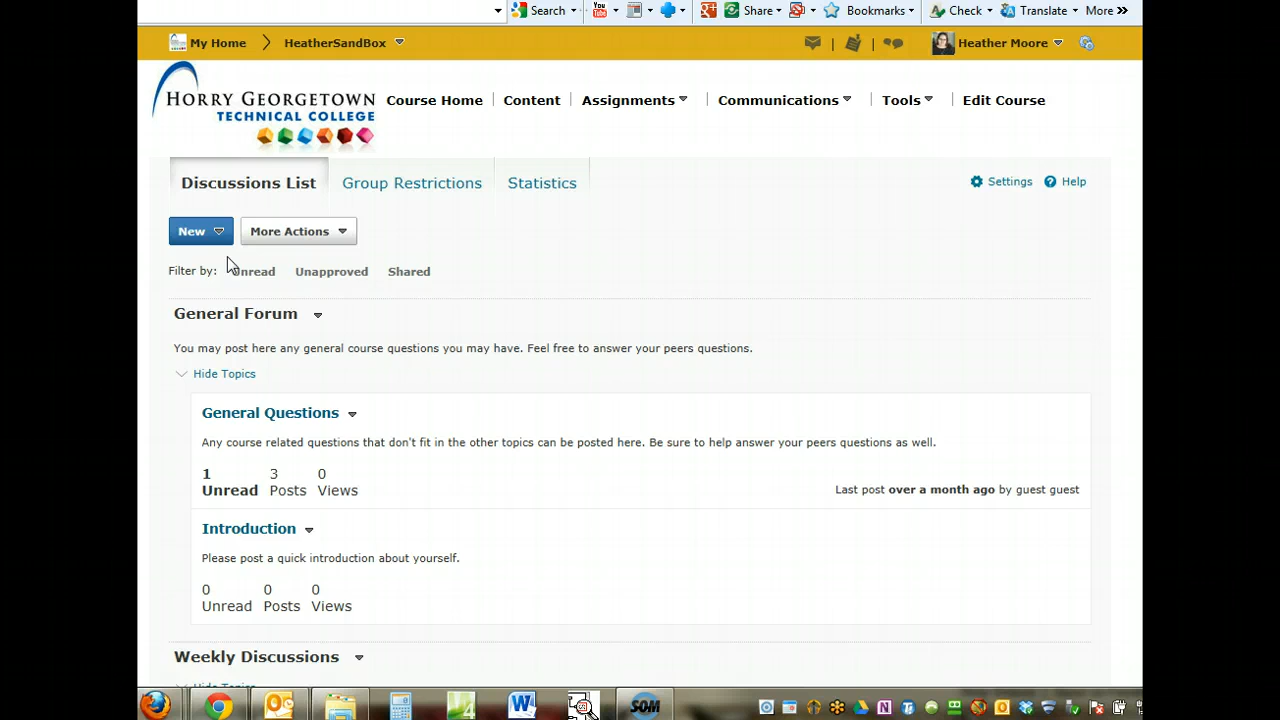 Search Share Bookmarks Check Translate More »
My Home HeatherSandBox Heather Moore
HORRY GEORGETOWN
TECHNICAL COLLEGE
Course Home Content Assignments Communications Tools Edit Course
Discussions List Group Restrictions Statistics Settings Help
New More Actions
Filter by: Unread Unapproved Shared
General Forum
You may post here any general course questions you may have. Feel free to answer your peers questions.
Hide Topics
General Questions
Any course related questions that don't fit in the other topics can be posted here. Be sure to help answer your peers questions as well.
1 3 0
Unread Posts Views
Last post over a month ago by guest guest
Introduction
Please post a quick introduction about yourself.
0 0 0
Unread Posts Views
Weekly Discussions
Hide Topics
SOM